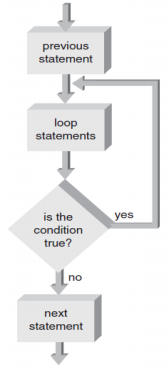 previous
statement
loop
statements
is the
condition
true?
yes
no
next
statement